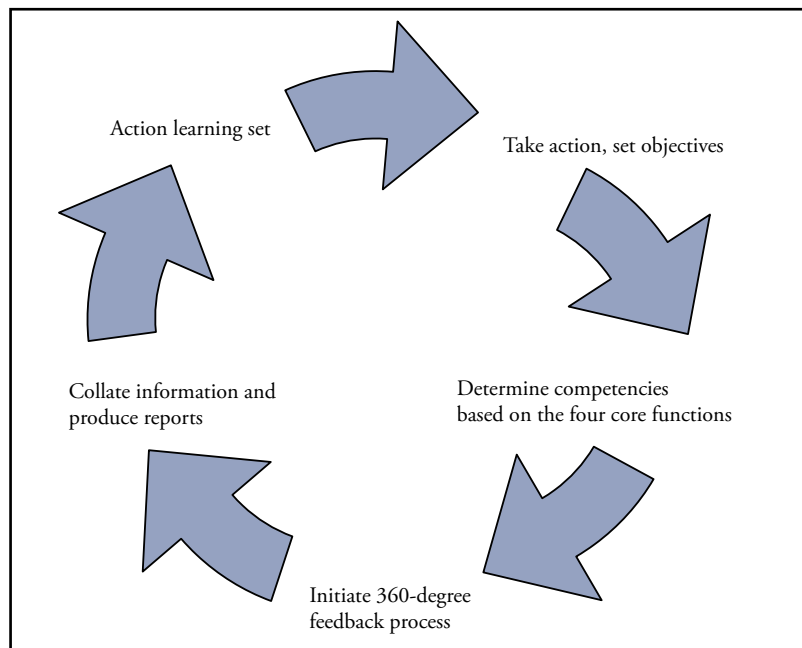 Action learning set
Take action, set objectives
Determine competencies
based on the four core functions
Initiate 360-degree
feedback process
Collate information and
produce reports